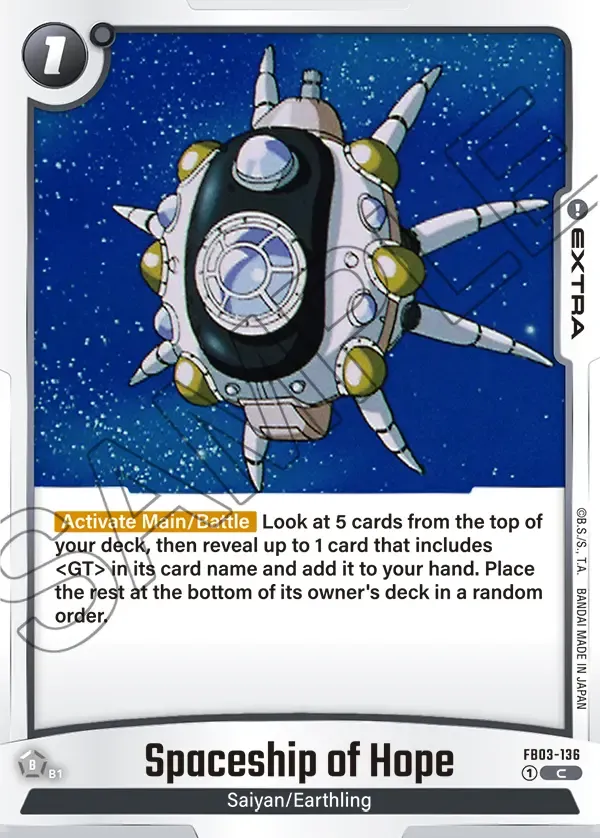 1
! EXTRA
Activate Main/Battle Look at 5 cards from the top of
your deck, then reveal up to 1 card that includes
<GT> in its card name and add it to your hand. Place
the rest at the bottom of its owner's deck in a random
order.
SAMPLE
©B.S./S., T.A. BANDAI MADE IN JAPAN
B B1
Spaceship of Hope
FB03-136
1 C
Saiyan/Earthling